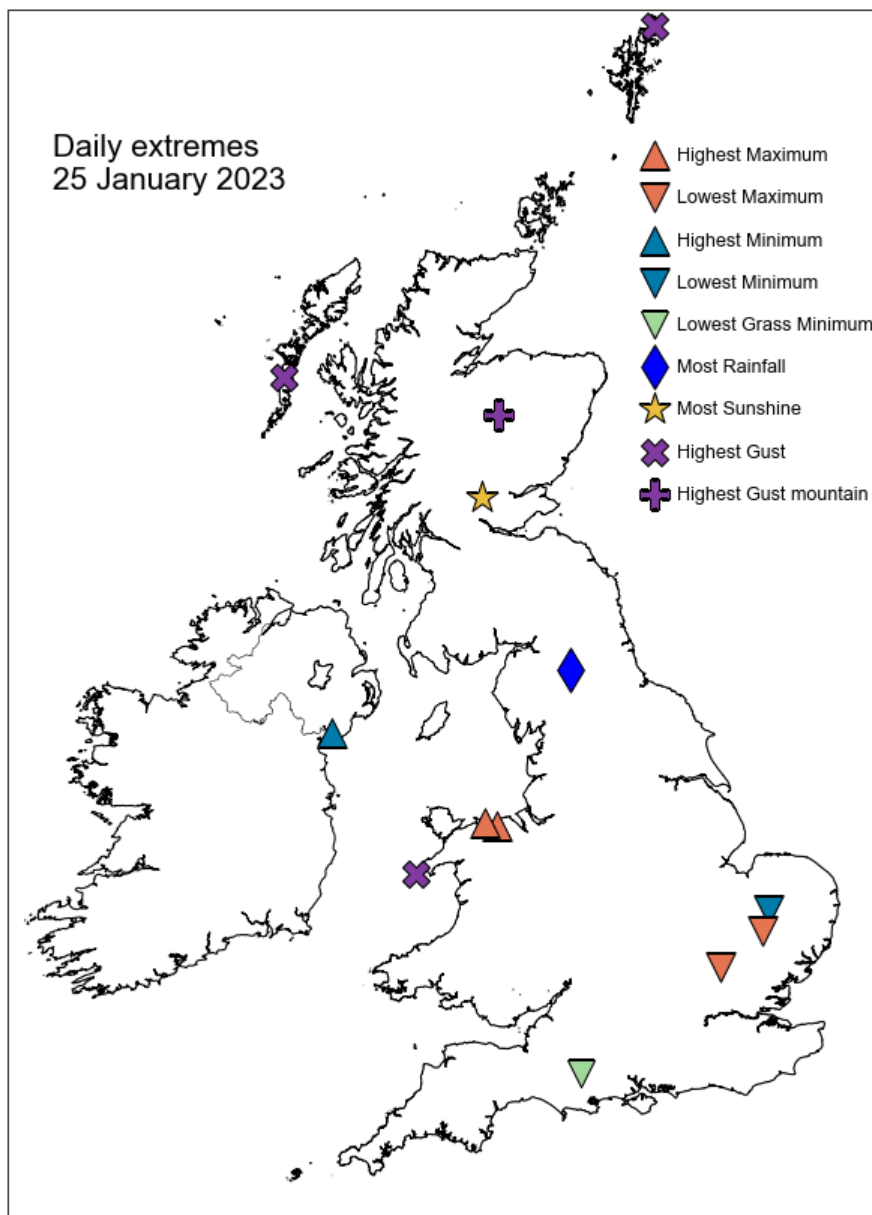 Daily extremes
25 January 2023
Highest Maximum
Lowest Maximum
Highest Minimum
Lowest Minimum
Lowest Grass Minimum
Most Rainfall
Most Sunshine
Highest Gust
Highest Gust mountain